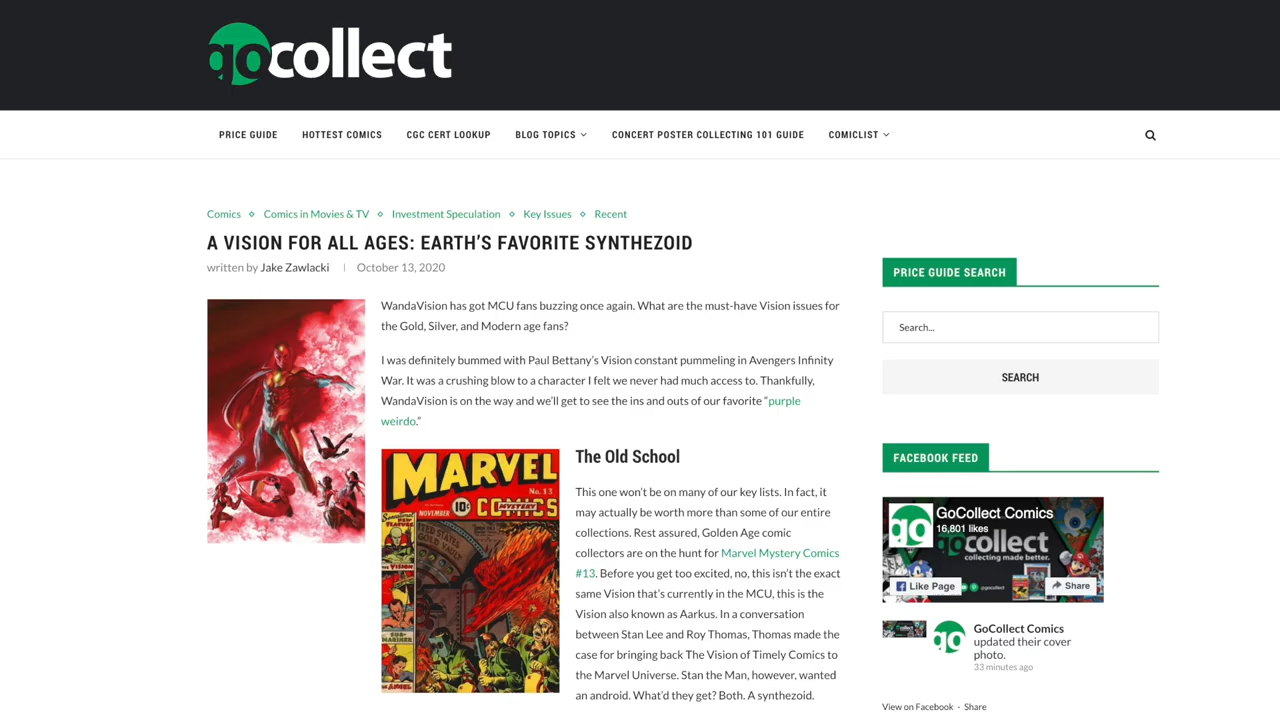 gocollect
PRICE GUIDE
HOTTEST COMICS
CGC CERT LOOKUP
BLOG TOPICS
CONCERT POSTER COLLECTING 101 GUIDE
COMICLIST
Comics
Comics in Movies & TV
Investment Speculation
Key Issues
Recent
A VISION FOR ALL AGES: EARTH'S FAVORITE SYNTHEZOID
written by Jake Zawlacki
October 13, 2020
WandaVision has got MCU fans buzzing once again. What are the must-have Vision issues for
the Gold, Silver, and Modern age fans?
I was definitely bummed with Paul Bettany's Vision constant pummeling in Avengers Infinity
War. It was a crushing blow to a character I felt we never had much access to. Thankfully,
WandaVision is on the way and we'll get to see the ins and outs of our favorite "purple
weirdo."
MARVEL
No. 13
10¢
MYSTERY
COMICS
NOVEMBER
THE VISION
SUB-
MARINER
THE ANGEL
The Old School
This one won't be on many of our key lists. In fact, it
may actually be worth more than some of our entire
collections. Rest assured, Golden Age comic
collectors are on the hunt for Marvel Mystery Comics
#13. Before you get too excited, no, this isn't the exact
same Vision that's currently in the MCU, this is the
Vision also known as Aarkus. In a conversation
between Stan Lee and Roy Thomas, Thomas made the
case for bringing back The Vision of Timely Comics to
the Marvel Universe. Stan the Man, however, wanted
an android. What'd they get? Both. A synthezoid.
PRICE GUIDE SEARCH
Search...
SEARCH
FACEBOOK FEED
go
GoCollect Comics
16,801 likes
gocollect
collecting made better.
Like Page
@gocollect
Share
go
GoCollect Comics
updated their cover
photo.
33 minutes ago
View on Facebook · Share